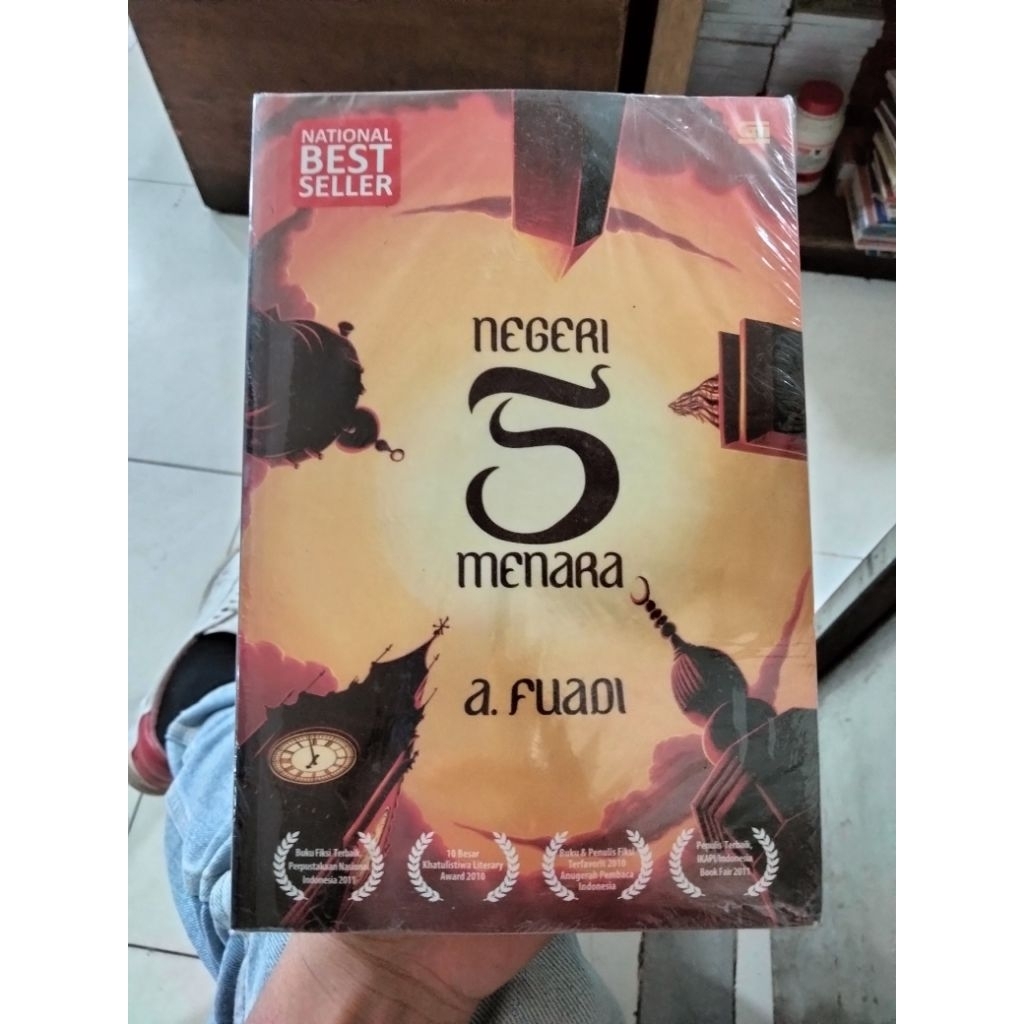 NATIONAL
BEST
SELLER
NEGERI
5
MENARA
A. FUADI
Buku Fiksi Terbaik,
Perpustakaan Nasional
Indonesia 2011
10 Besar
Khatulistiwa Literary
Award 2010
Buku & Penulis Fiksi
Terfavorit 2010
Anugerah Pembaca
Indonesia
Penulis Terbaik,
IKAPI/Indonesia
Book Fair 2011